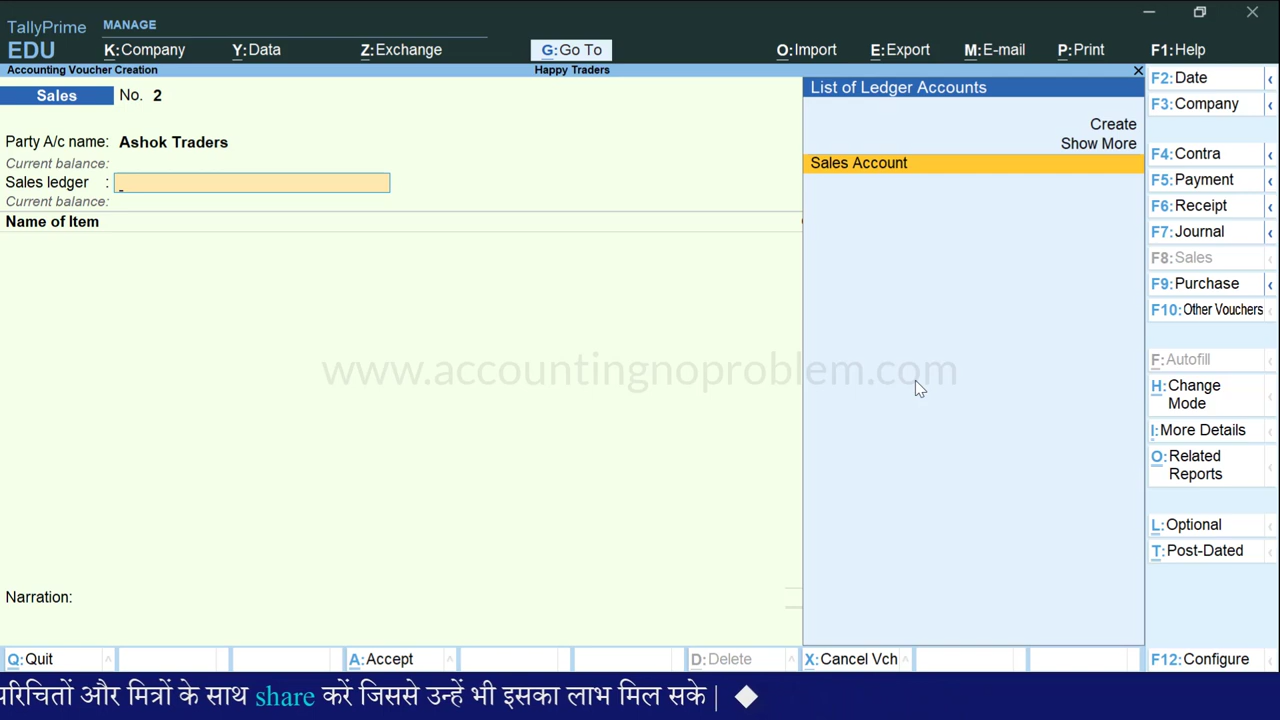 TallyPrime
EDU
MANAGE
K:Company Y:Data Z:Exchange G:Go To O:Import E:Export M:E-mail P:Print F1:Help
Accounting Voucher Creation Happy Traders
Sales No. 2
Party A/c name: Ashok Traders
Current balance:
Sales ledger :
Current balance:
Name of Item
List of Ledger Accounts
Create
Show More
Sales Account
F2:Date
F3:Company
F4:Contra
F5:Payment
F6:Receipt
F7:Journal
F8:Sales
F9:Purchase
F10:Other Vouchers
F:Autofill
H:Change
Mode
I:More Details
O:Related
Reports
L:Optional
T:Post-Dated
www.accountingnoproblem.com
Narration:
Q:Quit A:Accept D:Delete X:Cancel Vch F12:Configure
परिचितों और मित्रों के साथ share करें जिससे उन्हें भी इसका लाभ मिल सके | ◆